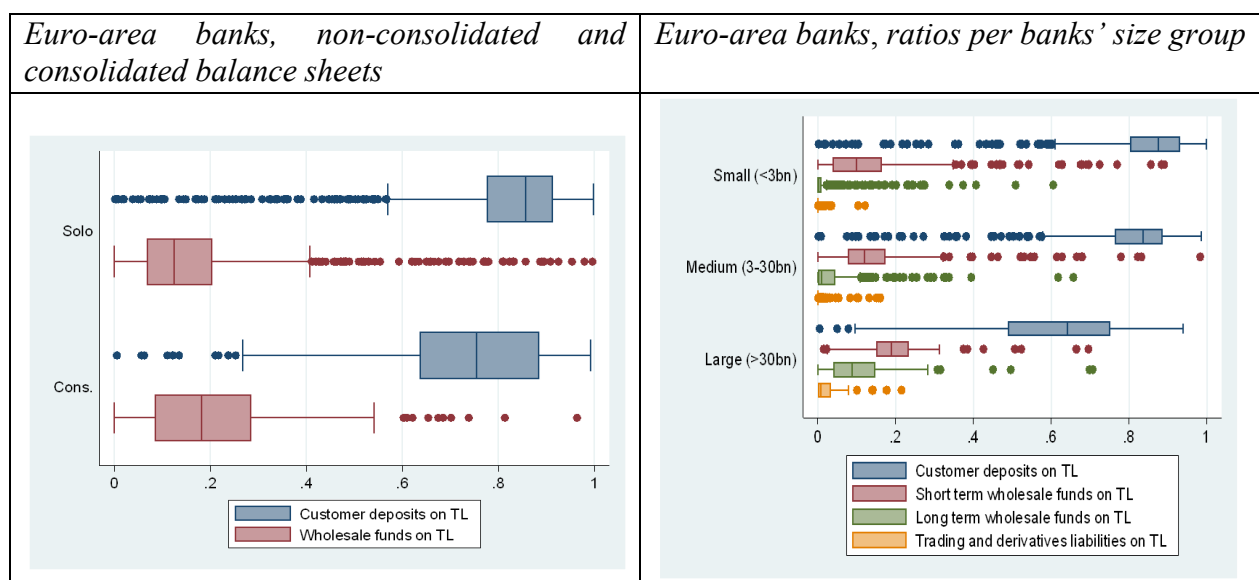 Euro-area banks, non-consolidated and
consolidated balance sheets
Euro-area banks, ratios per banks' size group
Solo
Cons.
0 .2 .4 .6 .8 1
Customer deposits on TL
Wholesale funds on TL
Small (<3bn)
Medium (3-30bn)
Large (>30bn)
0 .2 .4 .6 .8 1
Customer deposits on TL
Short term wholesale funds on TL
Long term wholesale funds on TL
Trading and derivatives liabilities on TL